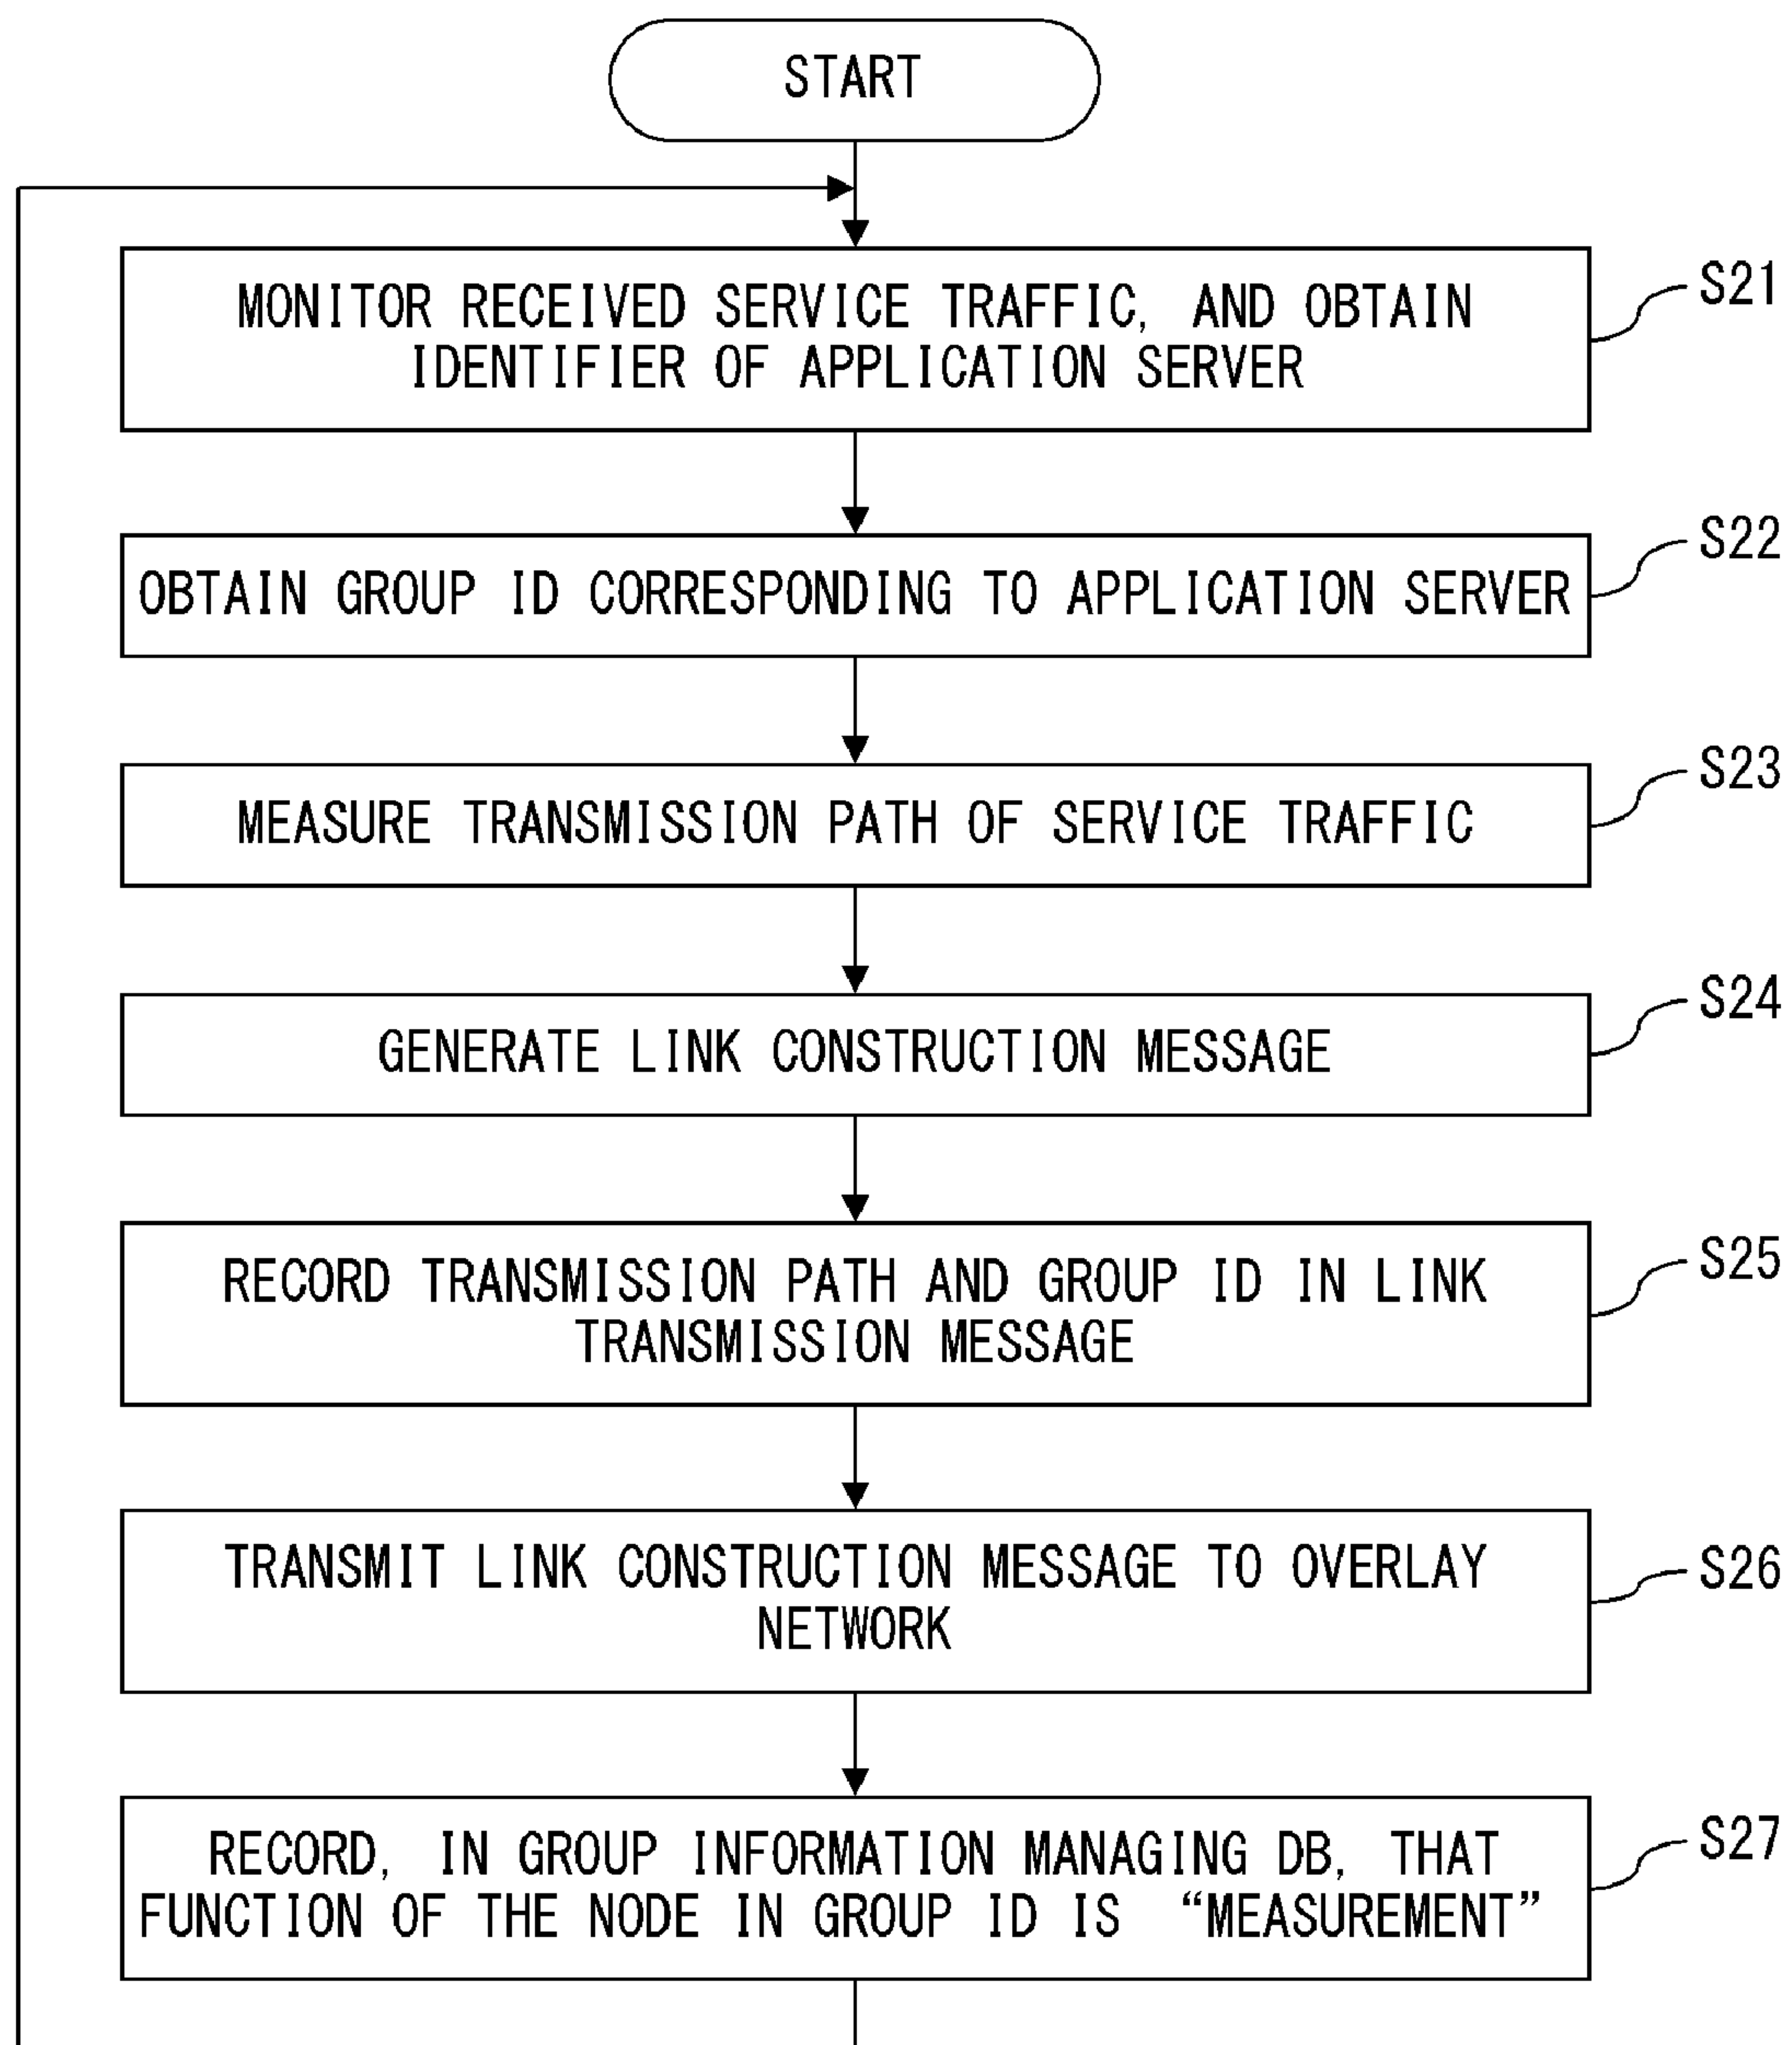 START
MONITOR RECEIVED SERVICE TRAFFIC, AND OBTAIN
IDENTIFIER OF APPLICATION SERVER
S21
OBTAIN GROUP ID CORRESPONDING TO APPLICATION SERVER
S22
MEASURE TRANSMISSION PATH OF SERVICE TRAFFIC
S23
GENERATE LINK CONSTRUCTION MESSAGE
S24
RECORD TRANSMISSION PATH AND GROUP ID IN LINK
TRANSMISSION MESSAGE
S25
TRANSMIT LINK CONSTRUCTION MESSAGE TO OVERLAY
NETWORK
S26
RECORD, IN GROUP INFORMATION MANAGING DB, THAT
FUNCTION OF THE NODE IN GROUP ID IS “MEASUREMENT”
S27